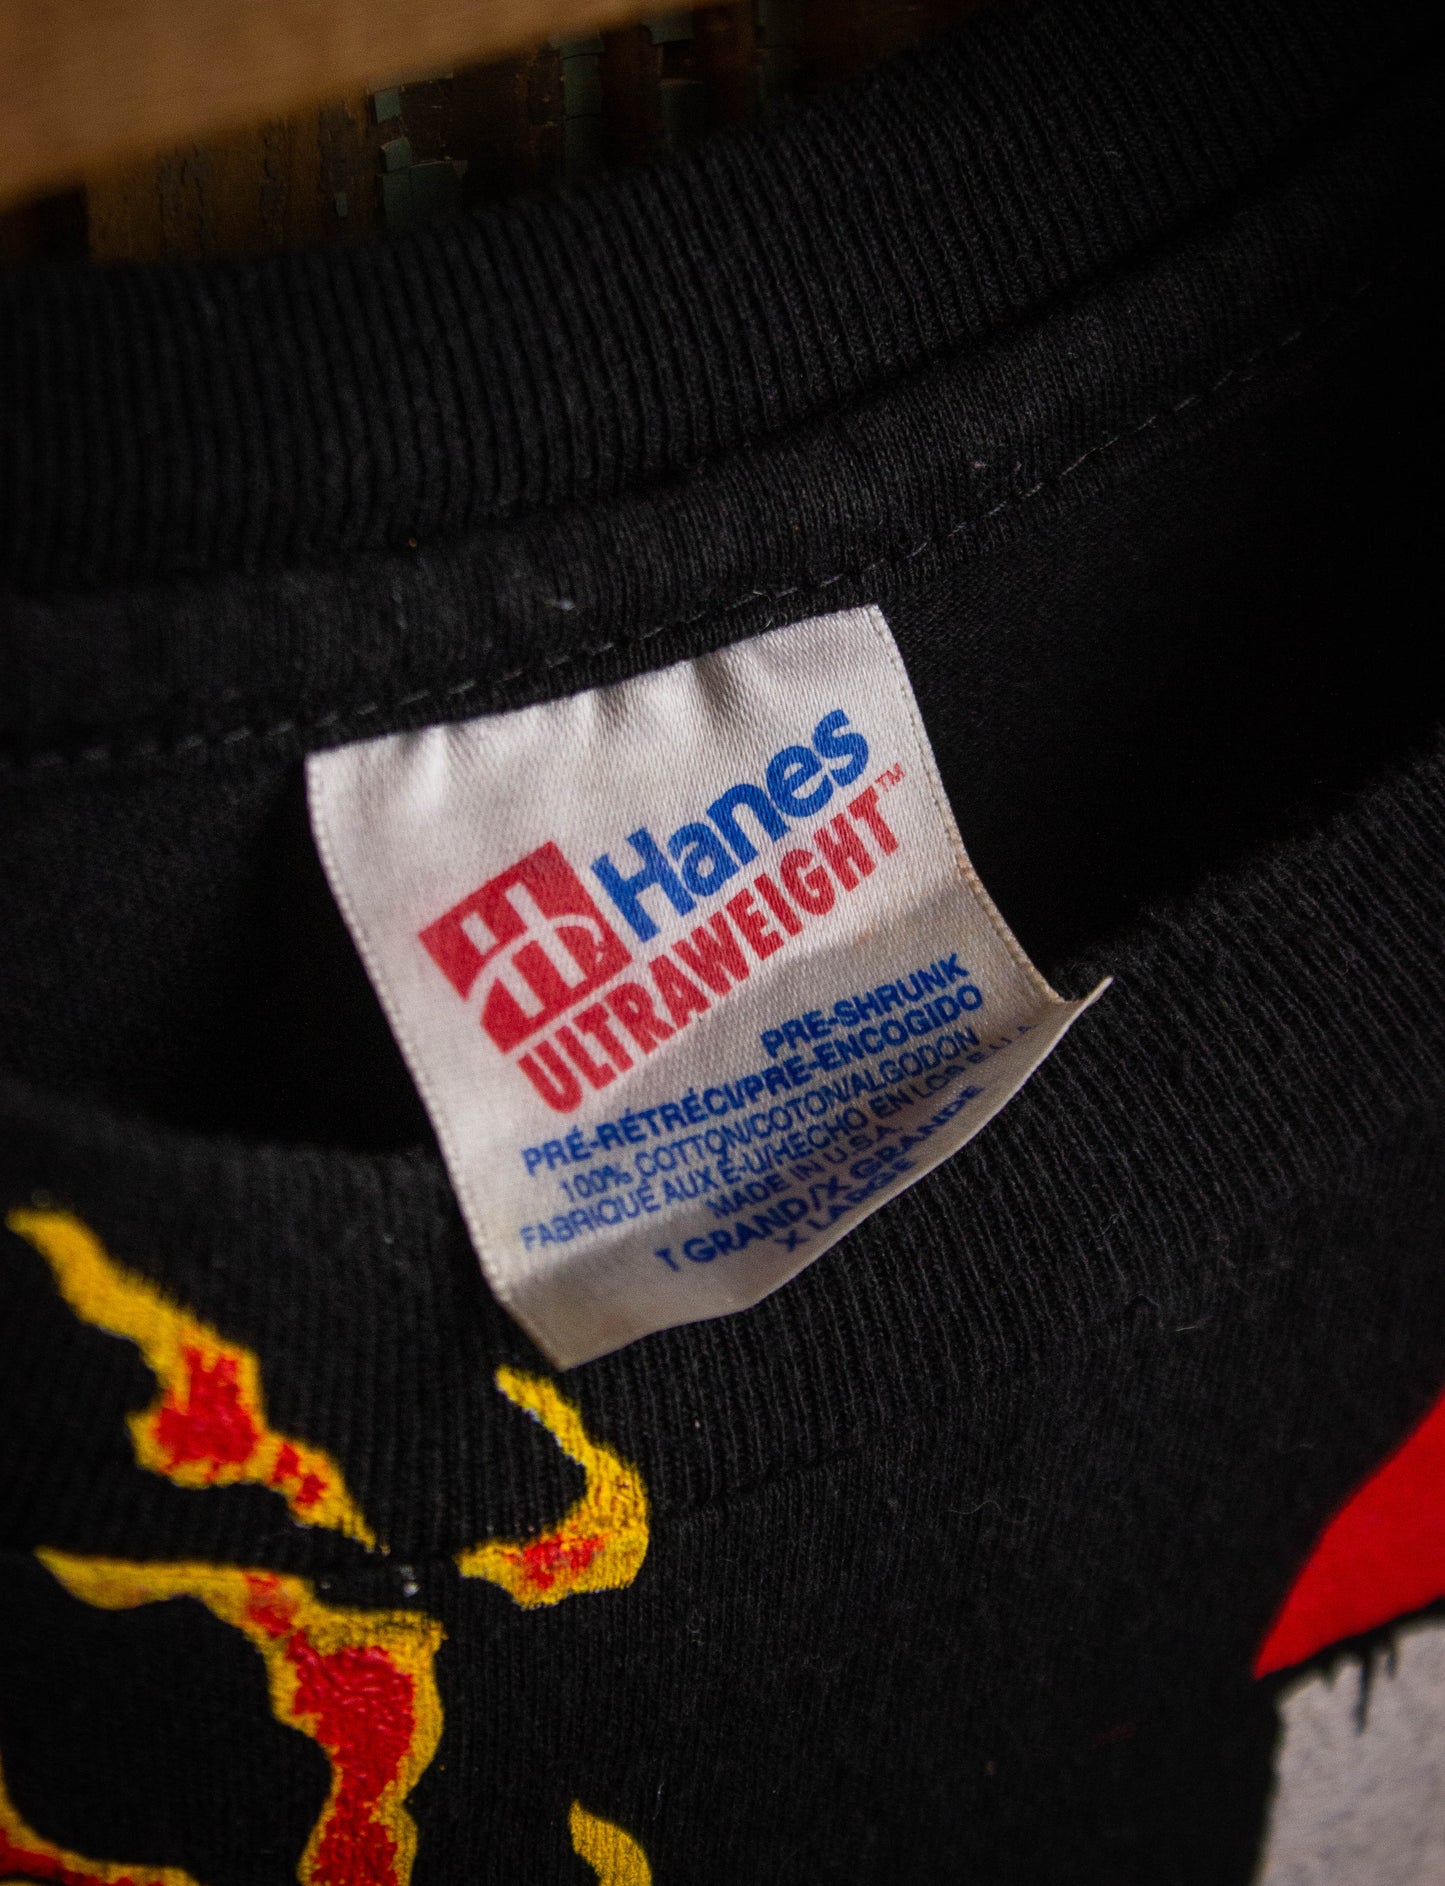 Hanes
ULTRAWEIGHT™
PRE-SHRUNK
PRÉ-RÉTRÉCI/PRE-ENCOGIDO
100% COTTON/COTON/ALGODON
FABRIQUÉ AUX É-U/HECHO EN LOS E.U.A.
MADE IN U.S.A.
T GRAND/X GRANDE
X LARGE